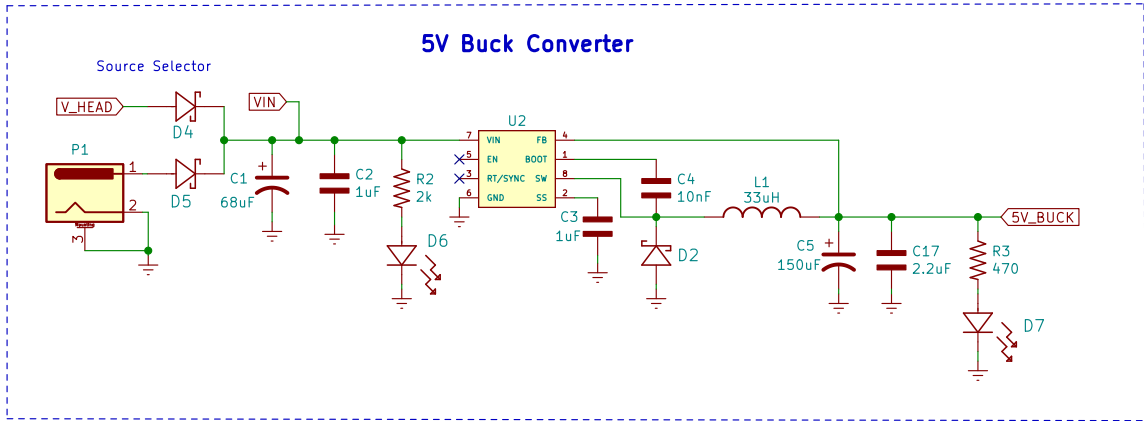 5V Buck Converter
Source Selector
V_HEAD
VIN
D4
P1
1
2
3
D5
C1
68uF
+
C2
1uF
R2
2k
D6
U2
7 VIN FB 4
5 EN BOOT 1
3 RT/SYNC SW 8
6 GND SS 2
C3
1uF
C4
10nF
D2
L1
33uH
C5
150uF
+
C17
2.2uF
5V_BUCK
R3
470
D7